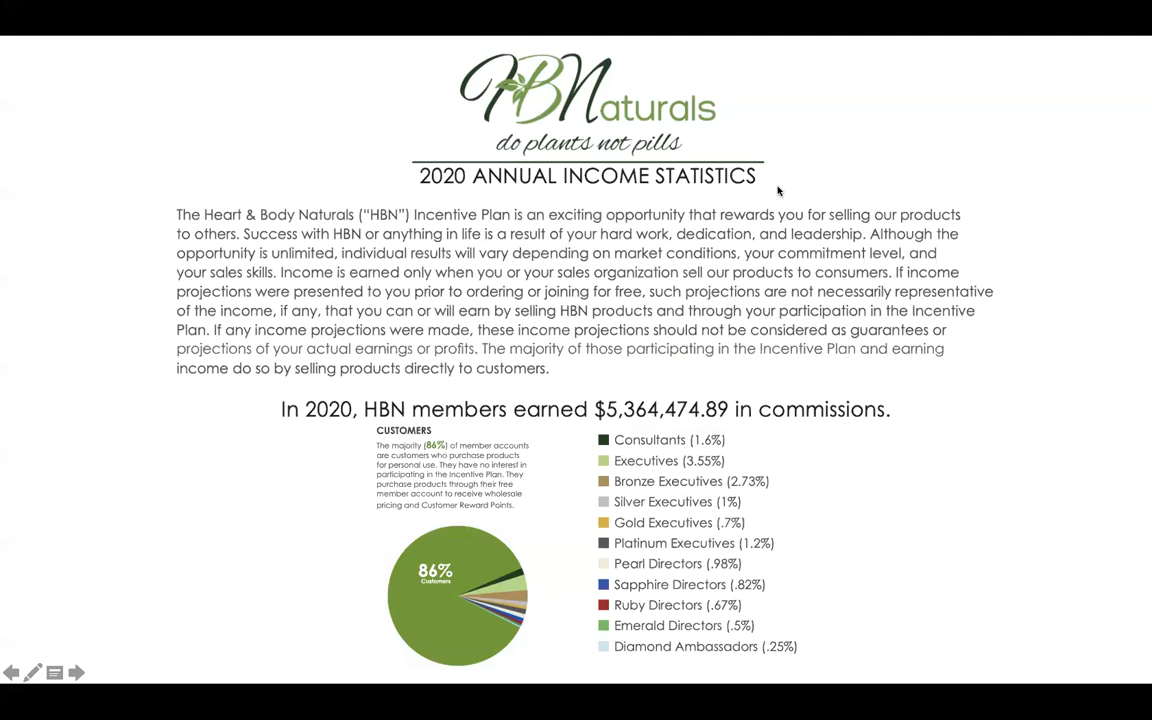 HBNaturals
do plants not pills
2020 ANNUAL INCOME STATISTICS
The Heart & Body Naturals (“HBN”) Incentive Plan is an exciting opportunity that rewards you for selling our products
to others. Success with HBN or anything in life is a result of your hard work, dedication, and leadership. Although the
opportunity is unlimited, individual results will vary depending on market conditions, your commitment level, and
your sales skills. Income is earned only when you or your sales organization sell our products to consumers. If income
projections were presented to you prior to ordering or joining for free, such projections are not necessarily representative
of the income, if any, that you can or will earn by selling HBN products and through your participation in the Incentive
Plan. If any income projections were made, these income projections should not be considered as guarantees or
projections of your actual earnings or profits. The majority of those participating in the Incentive Plan and earning
income do so by selling products directly to customers.
In 2020, HBN members earned $5,364,474.89 in commissions.
CUSTOMERS
The majority (86%) of member accounts
are customers who purchase products
for personal use. They have no interest in
participating in the Incentive Plan. They
purchase products through their free
member account to receive wholesale
pricing and Customer Reward Points.
86%
Customers
Consultants (1.6%)
Executives (3.55%)
Bronze Executives (2.73%)
Silver Executives (1%)
Gold Executives (.7%)
Platinum Executives (1.2%)
Pearl Directors (.98%)
Sapphire Directors (.82%)
Ruby Directors (.67%)
Emerald Directors (.5%)
Diamond Ambassadors (.25%)